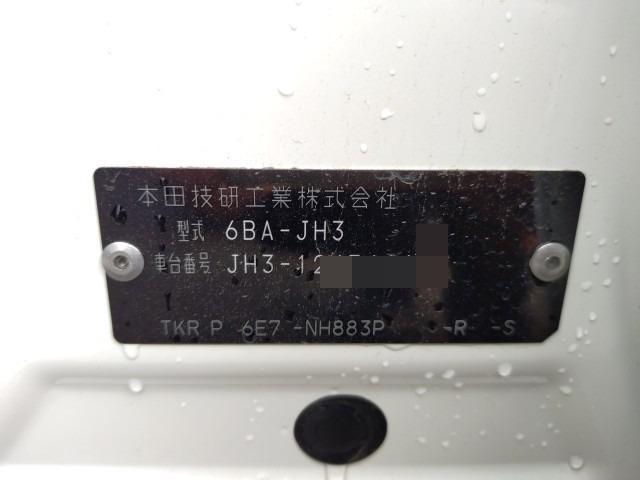 本田技研工業株式会社
型式 6BA-JH3
車台番号 JH3-12
TKR P 6E7 -NH883P -R -S